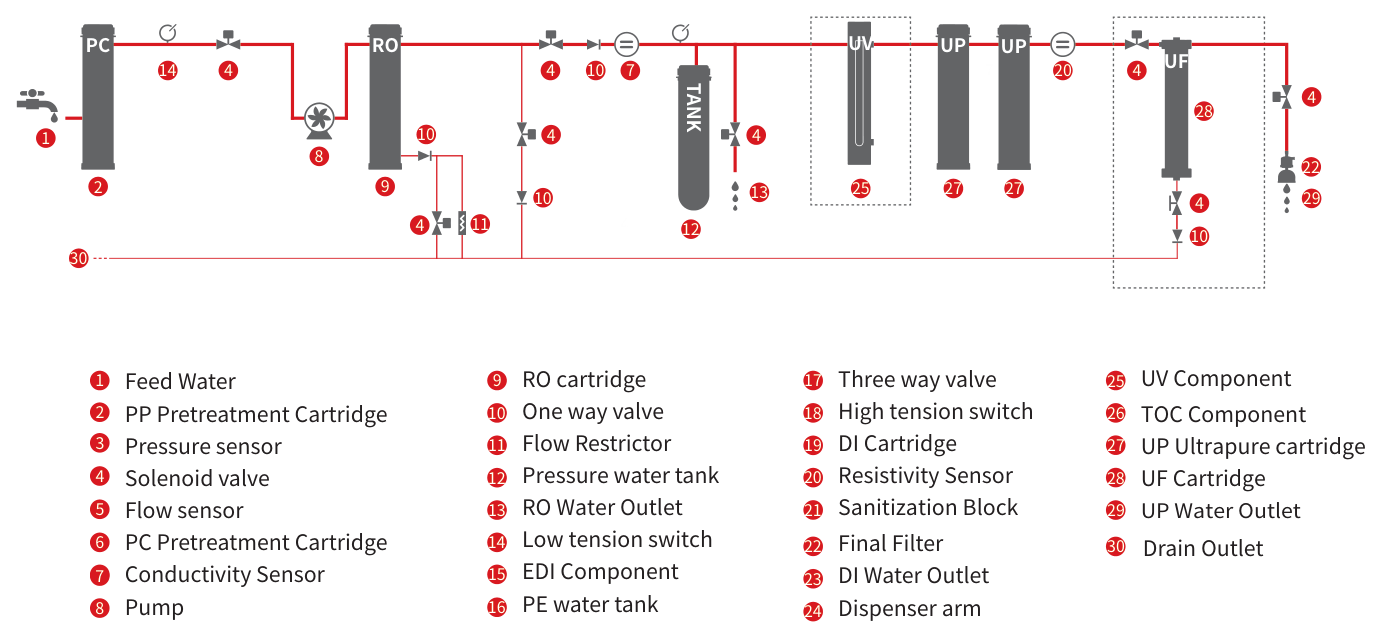 PC
RO
UV
UP
UP
UF
TANK
14
4
4
10
7
20
4
4
1
8
10
4
4
28
2
9
25
27
27
22
13
29
10
4
11
12
4
10
30
1 Feed Water
2 PP Pretreatment Cartridge
3 Pressure sensor
4 Solenoid valve
5 Flow sensor
6 PC Pretreatment Cartridge
7 Conductivity Sensor
8 Pump
9 RO cartridge
10 One way valve
11 Flow Restrictor
12 Pressure water tank
13 RO Water Outlet
14 Low tension switch
15 EDI Component
16 PE water tank
17 Three way valve
18 High tension switch
19 DI Cartridge
20 Resistivity Sensor
21 Sanitization Block
22 Final Filter
23 DI Water Outlet
24 Dispenser arm
25 UV Component
26 TOC Component
27 UP Ultrapure cartridge
28 UF Cartridge
29 UP Water Outlet
30 Drain Outlet